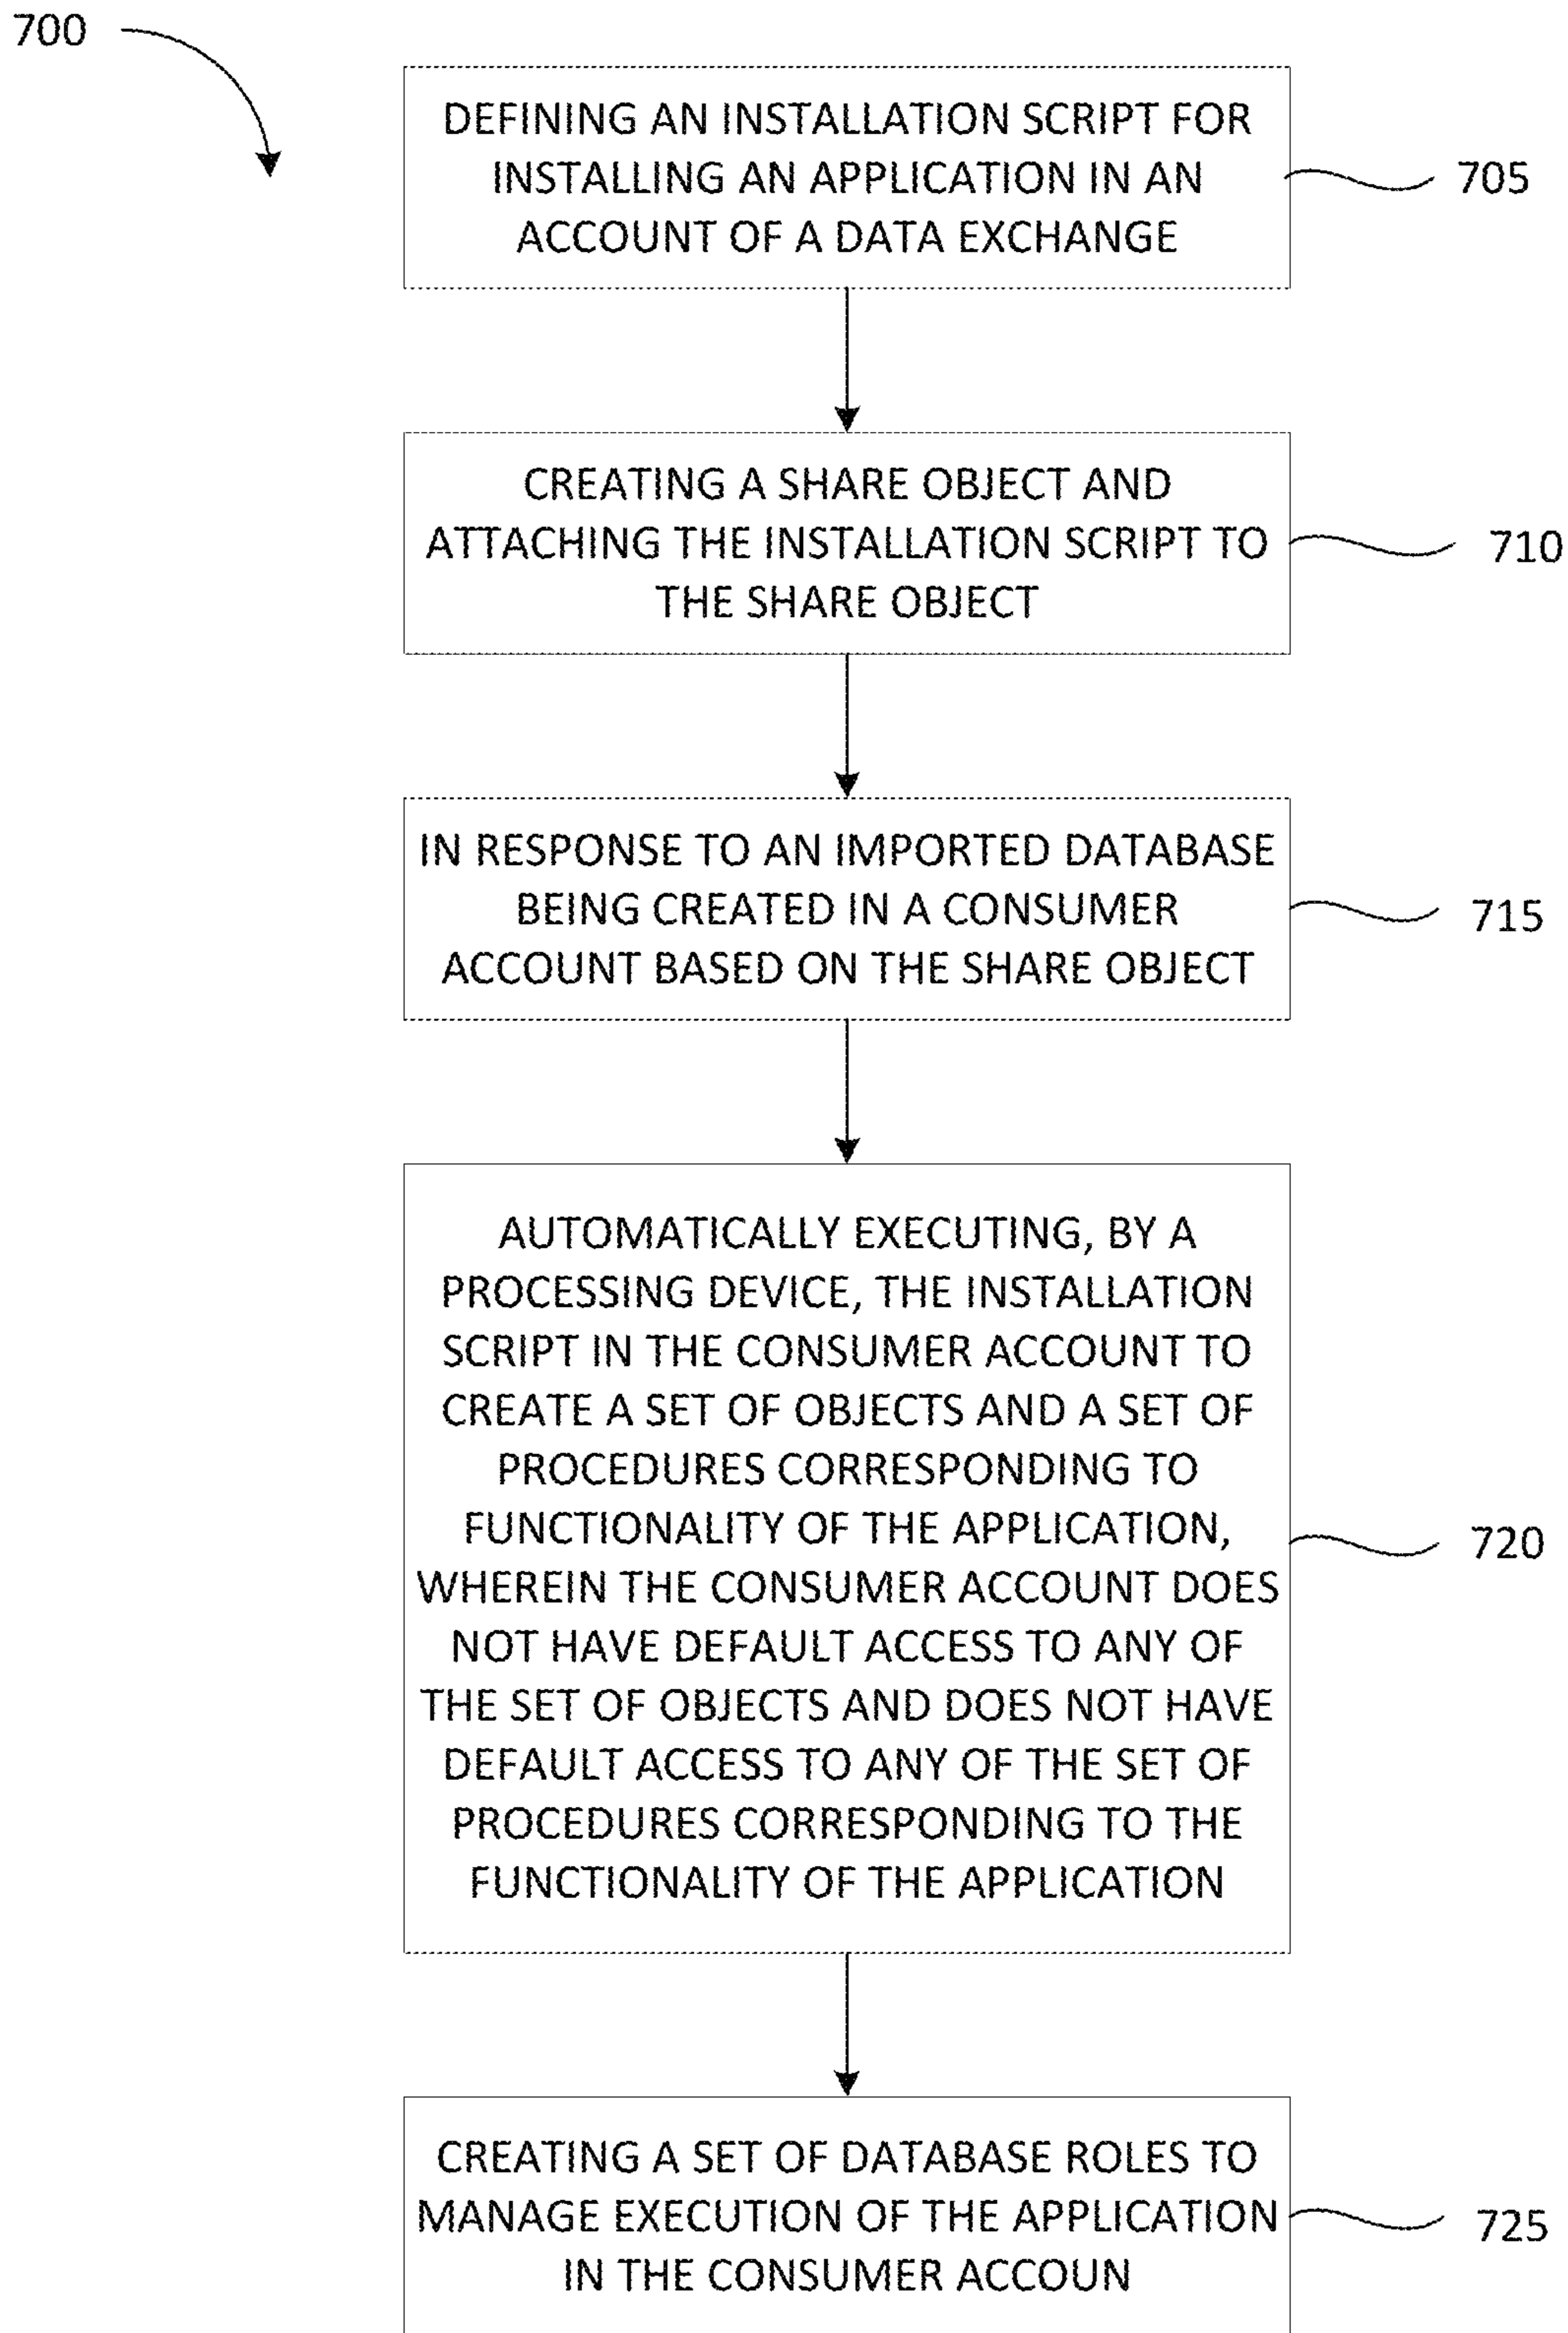 700
DEFINING AN INSTALLATION SCRIPT FOR
INSTALLING AN APPLICATION IN AN
ACCOUNT OF A DATA EXCHANGE
705
CREATING A SHARE OBJECT AND
ATTACHING THE INSTALLATION SCRIPT TO
THE SHARE OBJECT
710
IN RESPONSE TO AN IMPORTED DATABASE
BEING CREATED IN A CONSUMER
ACCOUNT BASED ON THE SHARE OBJECT
715
AUTOMATICALLY EXECUTING, BY A
PROCESSING DEVICE, THE INSTALLATION
SCRIPT IN THE CONSUMER ACCOUNT TO
CREATE A SET OF OBJECTS AND A SET OF
PROCEDURES CORRESPONDING TO
FUNCTIONALITY OF THE APPLICATION,
WHEREIN THE CONSUMER ACCOUNT DOES
NOT HAVE DEFAULT ACCESS TO ANY OF
THE SET OF OBJECTS AND DOES NOT HAVE
DEFAULT ACCESS TO ANY OF THE SET OF
PROCEDURES CORRESPONDING TO THE
FUNCTIONALITY OF THE APPLICATION
720
CREATING A SET OF DATABASE ROLES TO
MANAGE EXECUTION OF THE APPLICATION
IN THE CONSUMER ACCOUN
725